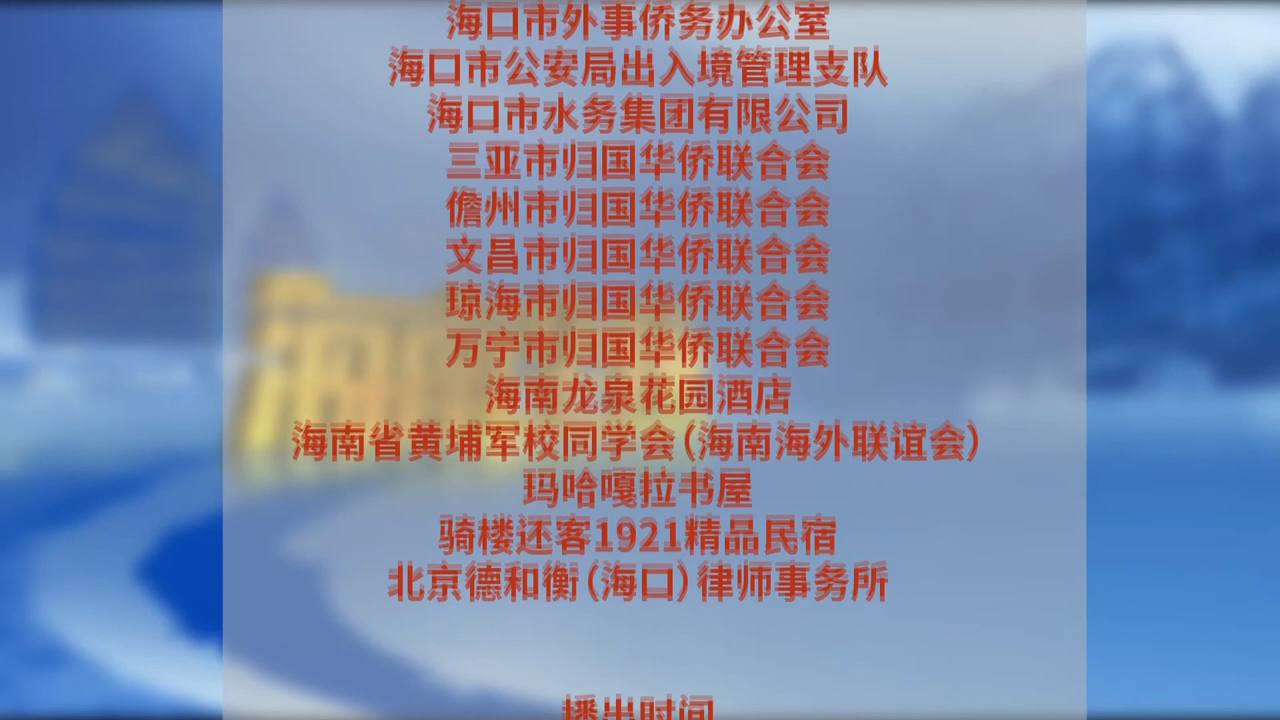 海口市外事侨务办公室
海口市公安局出入境管理支队
海口市水务集团有限公司
三亚市归国华侨联合会
儋州市归国华侨联合会
文昌市归国华侨联合会
琼海市归国华侨联合会
万宁市归国华侨联合会
海南龙泉花园酒店
海南省黄埔军校同学会(海南海外联谊会)
玛哈嘎拉书屋
骑楼还客1921精品民宿
北京德和衡(海口)律师事务所
播出时间